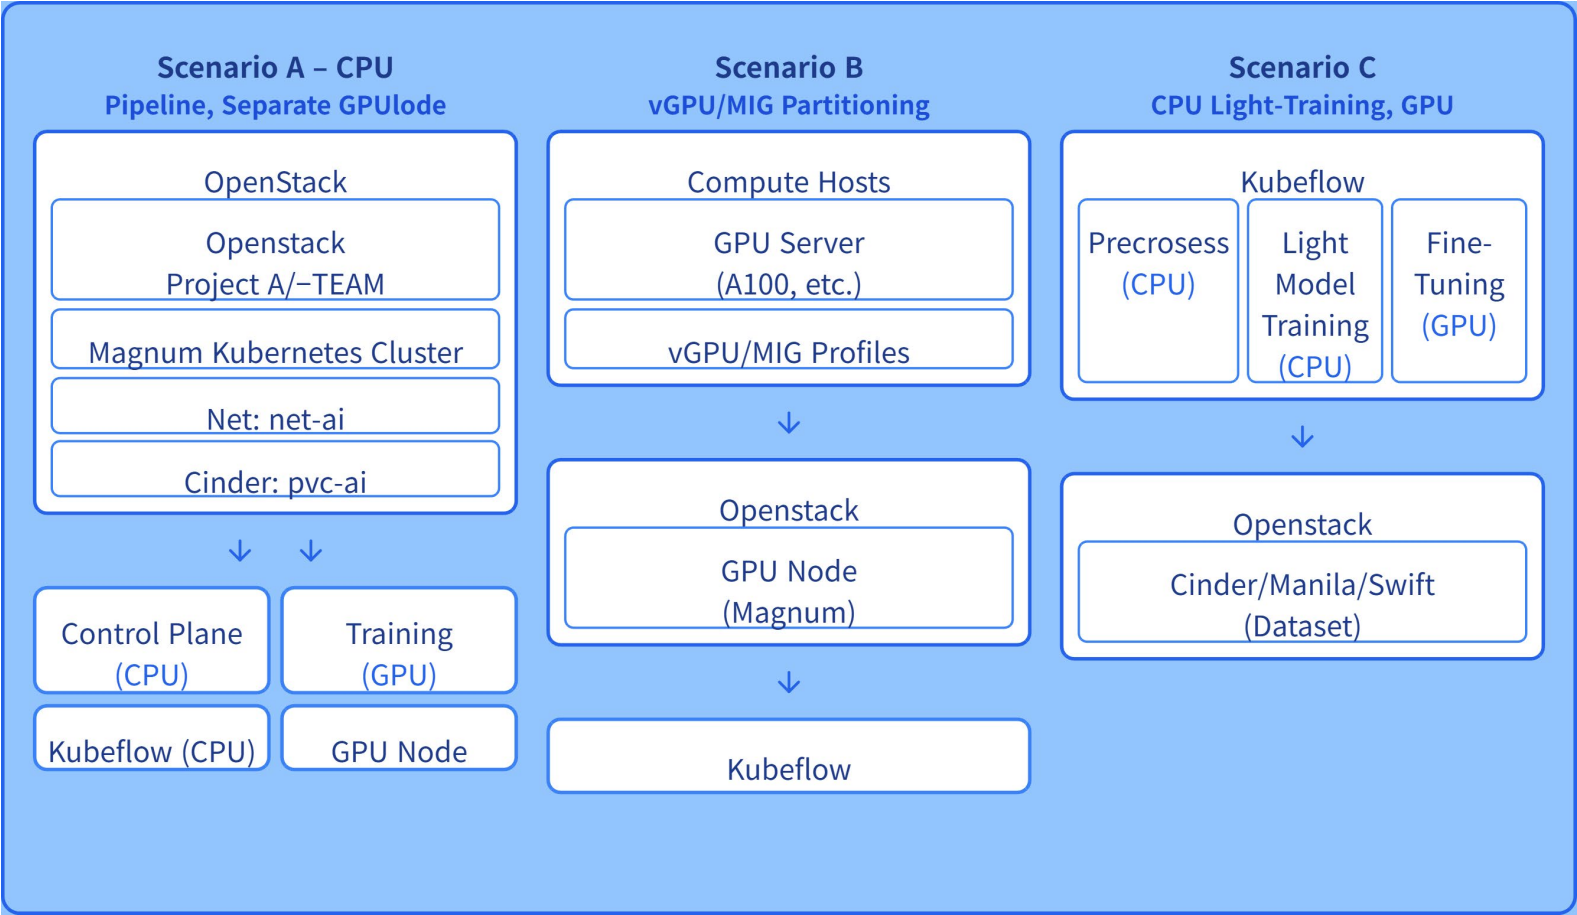 Scenario A – CPU
Pipeline, Separate GPUlode
OpenStack
Openstack
Project A/−TEAM
Magnum Kubernetes Cluster
Net: net-ai
Cinder: pvc-ai
Control Plane
(CPU)
Training
(GPU)
Kubeflow (CPU)
GPU Node
Scenario B
vGPU/MIG Partitioning
Compute Hosts
GPU Server
(A100, etc.)
vGPU/MIG Profiles
Openstack
GPU Node
(Magnum)
Kubeflow
Scenario C
CPU Light-Training, GPU
Kubeflow
Precrosess
(CPU)
Light
Model
Training
(CPU)
Fine-
Tuning
(GPU)
Openstack
Cinder/Manila/Swift
(Dataset)